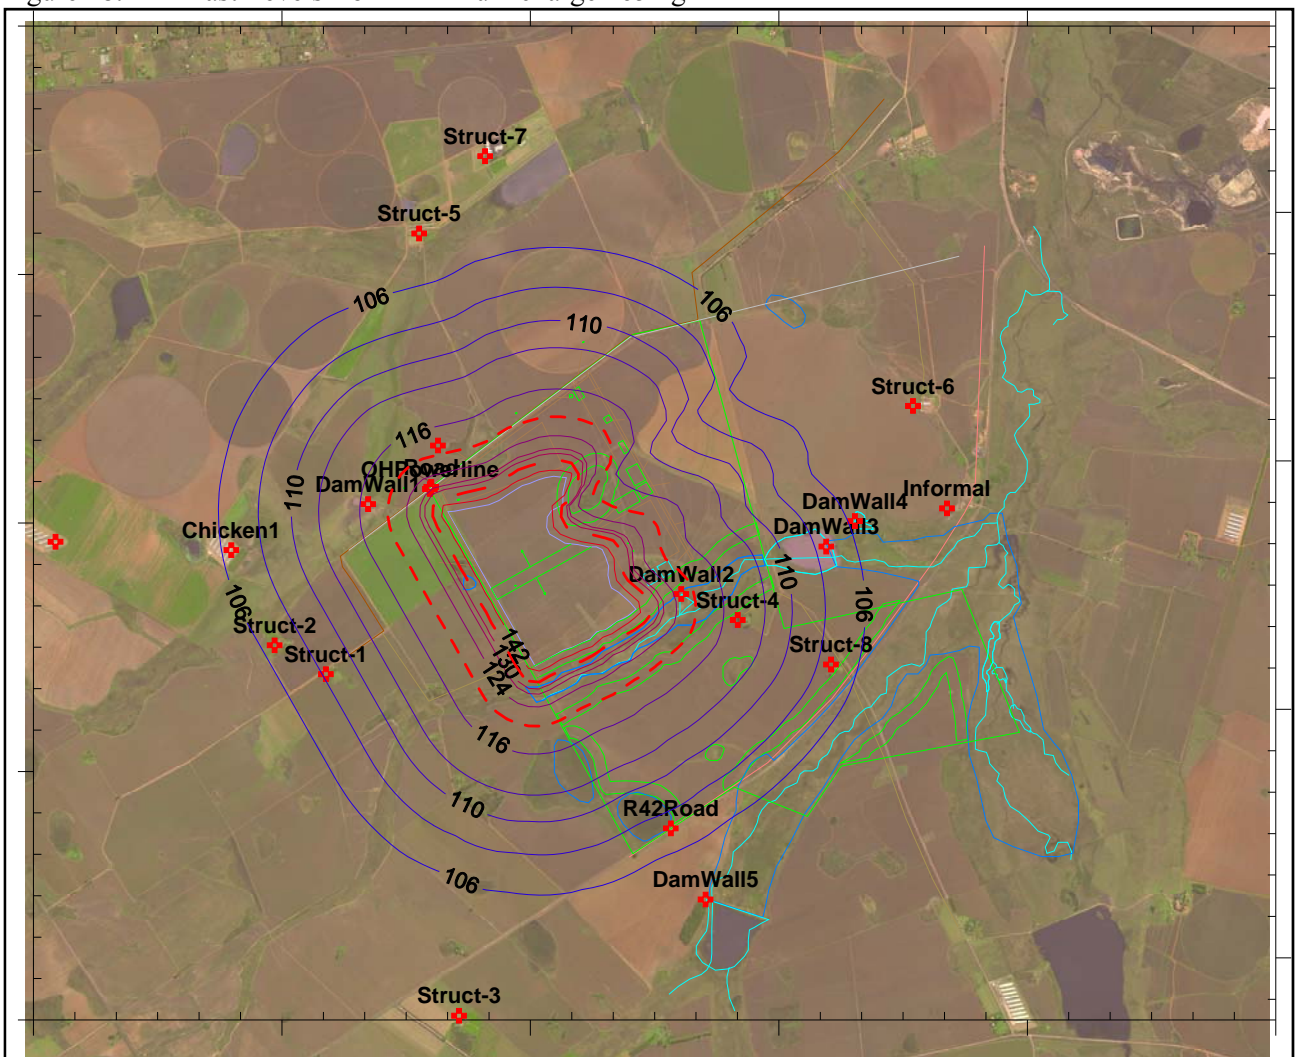 Struct-7
Struct-5
106
106
110
Struct-6
116
Road
OHPowerline
DamWall1
110
Informal
DamWall4
Chicken1
DamWall3
110
DamWall2
106
Struct-4
106
Struct-2
Struct-8
Struct-1
142
130
124
116
110
R42Road
106
DamWall5
Struct-3